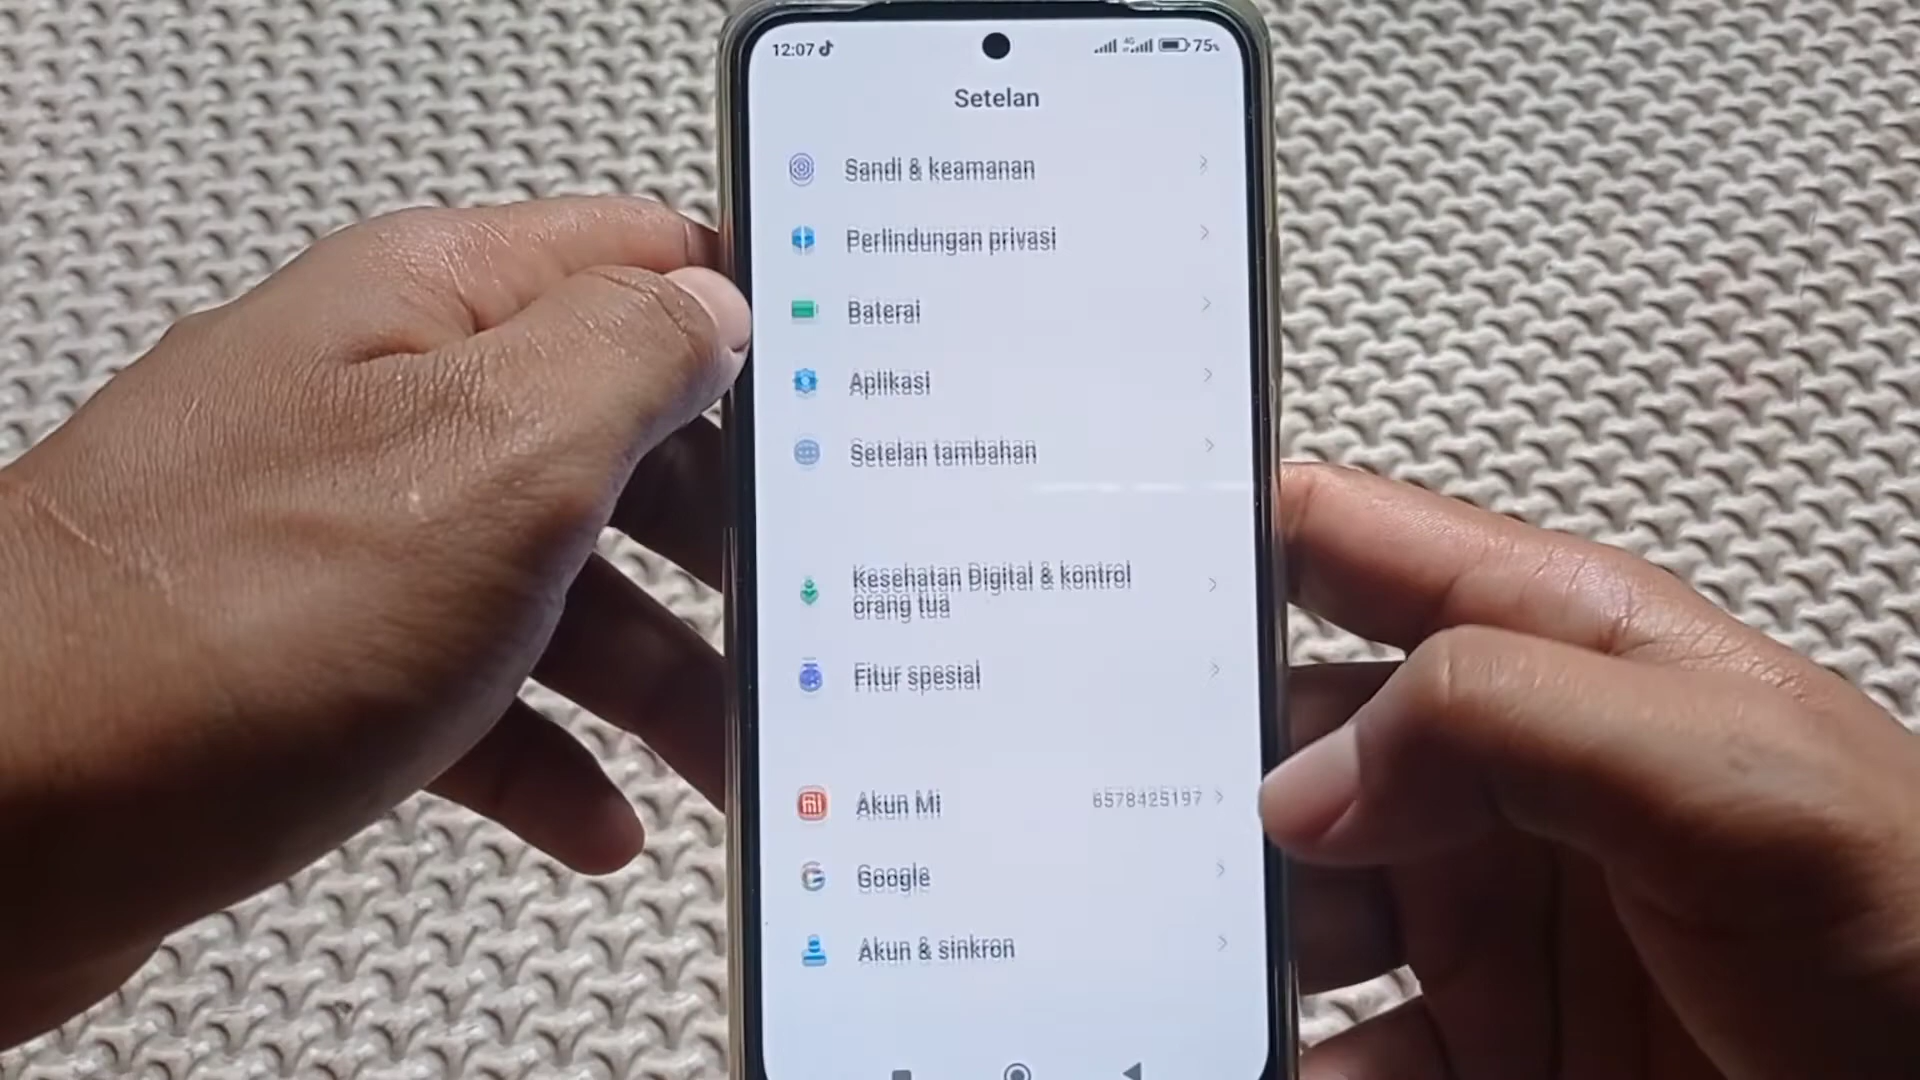 12:07
4G
75%
Setelan
Sandi & keamanan
Perlindungan privasi
Baterai
Aplikasi
Setelan tambahan
Kesehatan Digital & kontrol
orang tua
Fitur spesial
Akun Mi 6578425197
Google
Akun & sinkron